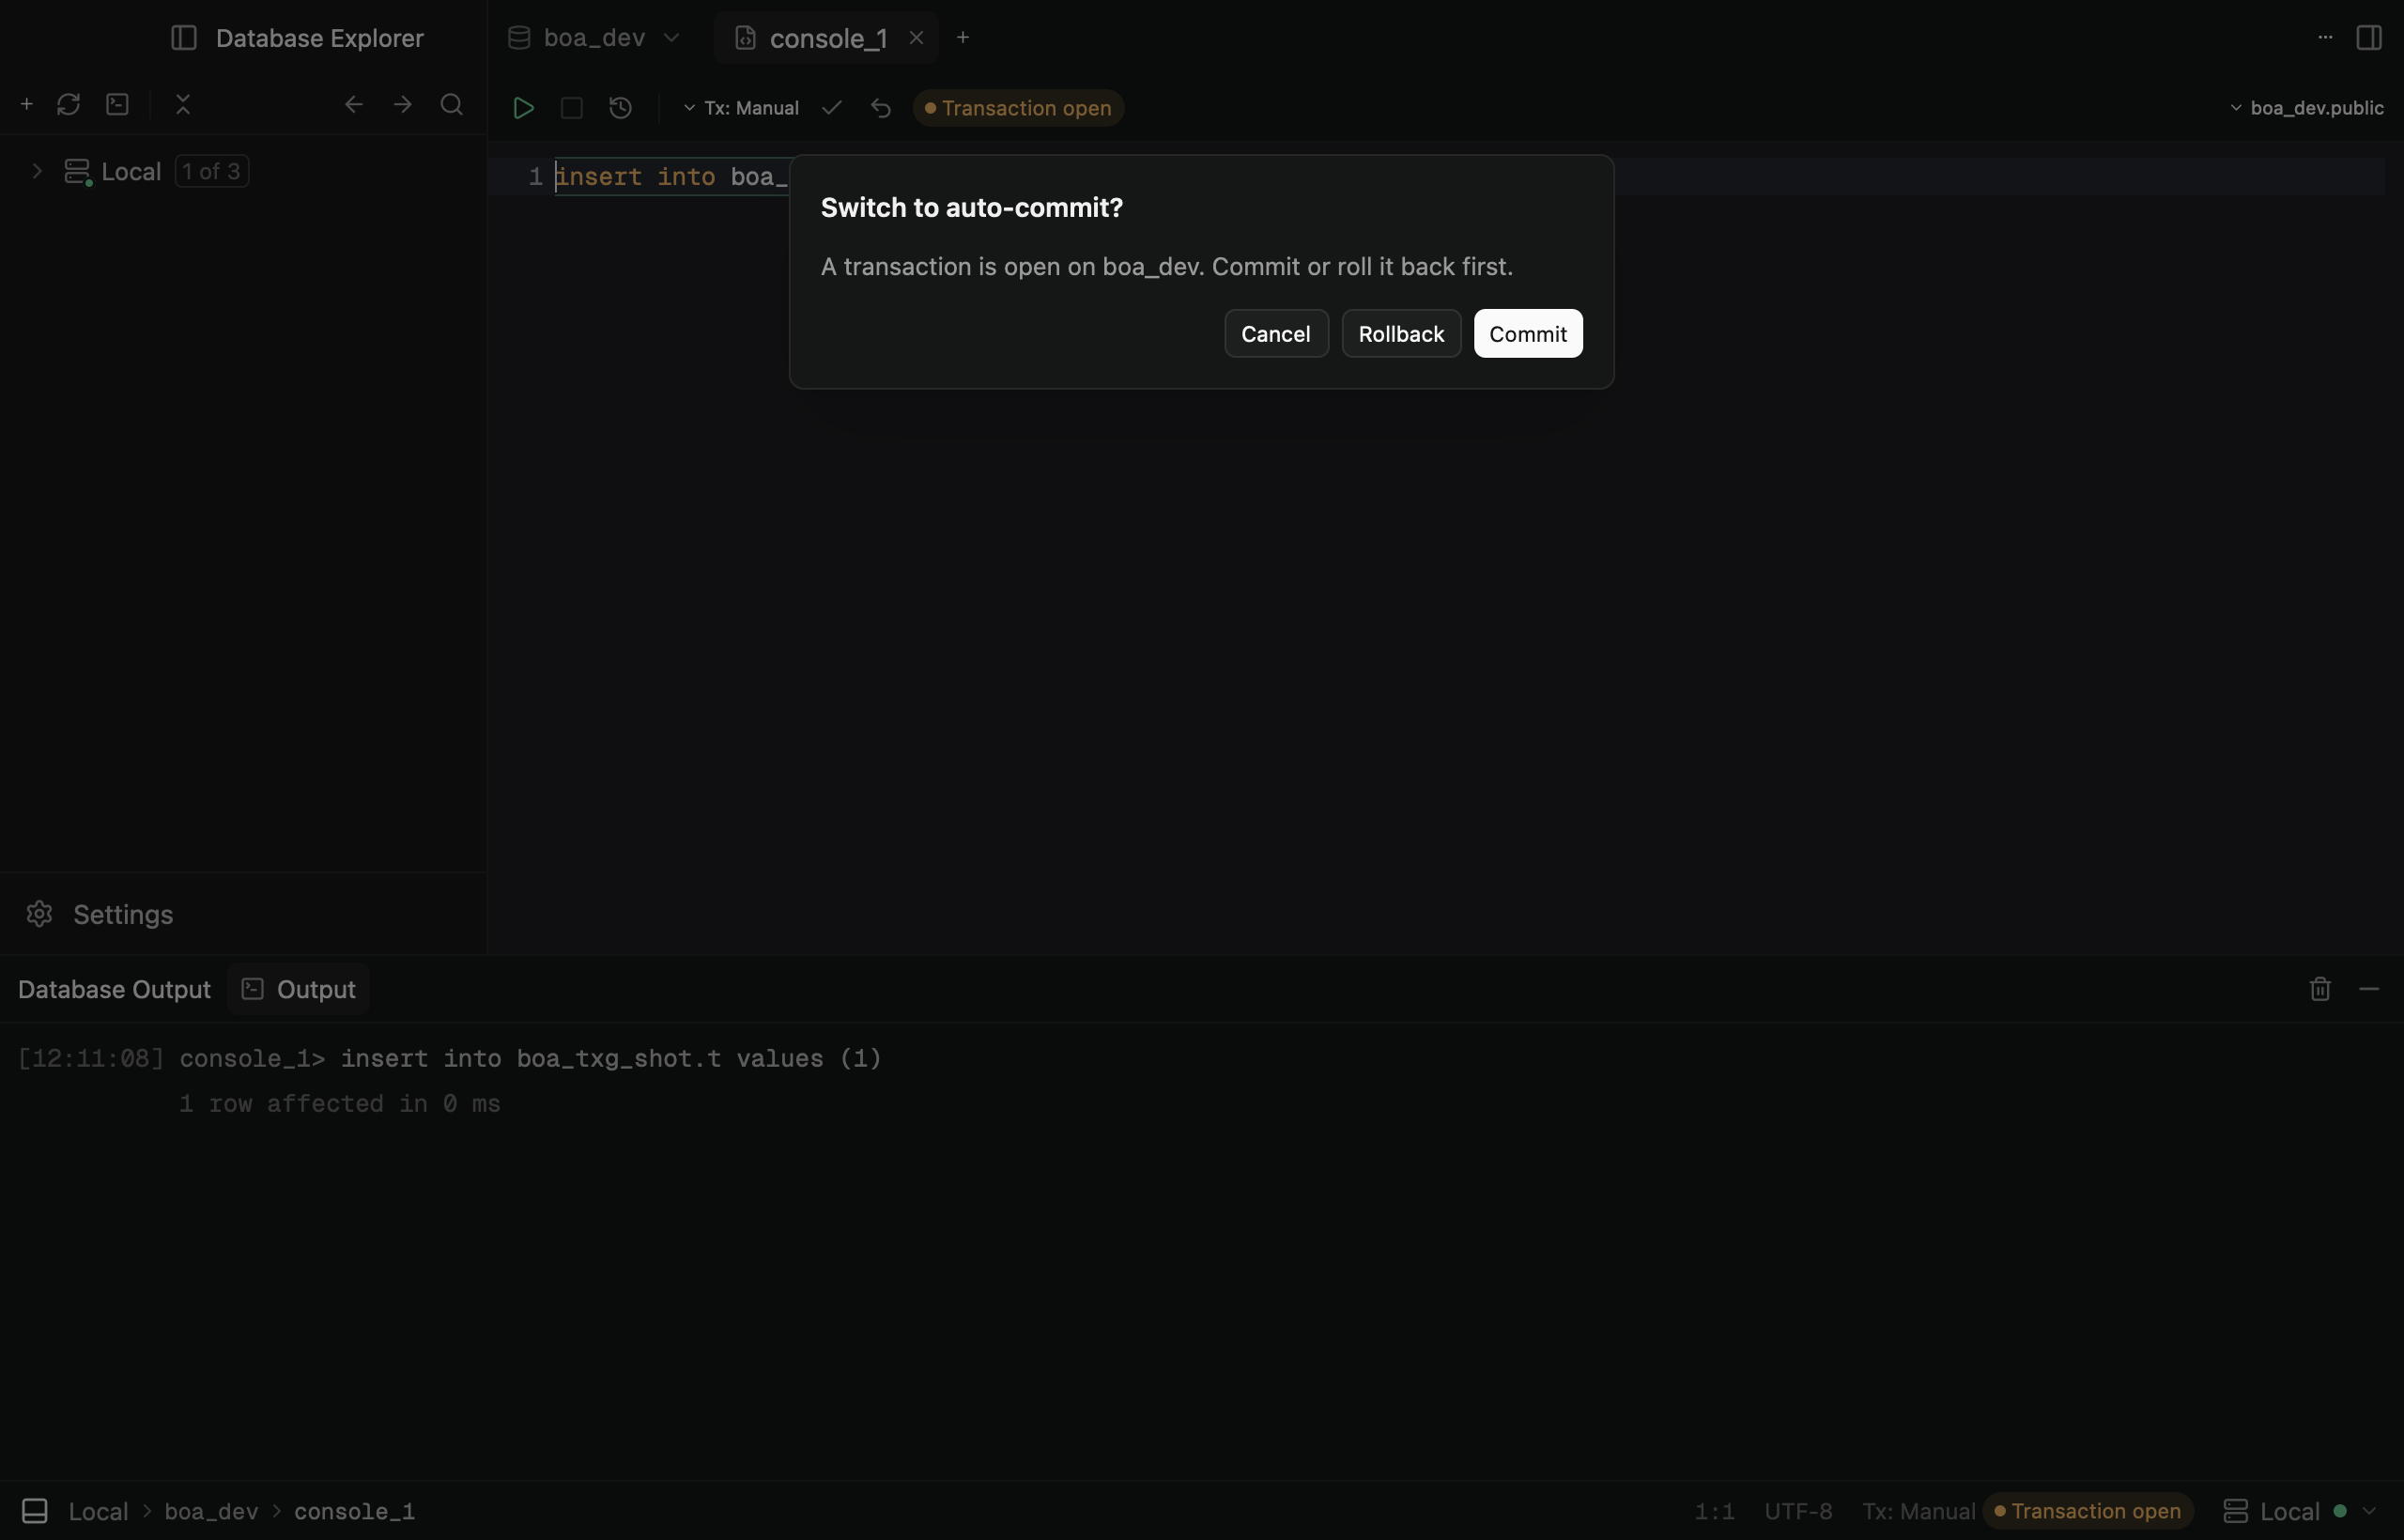 Database Explorer
boa_dev
console_1
Tx: Manual
Transaction open
boa_dev.public
Local 1 of 3
1 insert into boa_
Switch to auto-commit?
A transaction is open on boa_dev. Commit or roll it back first.
Cancel Rollback Commit
Settings
Database Output Output
[12:11:08] console_1> insert into boa_txg_shot.t values (1)
1 row affected in 0 ms
Local > boa_dev > console_1
1:1 UTF-8 Tx: Manual Transaction open Local